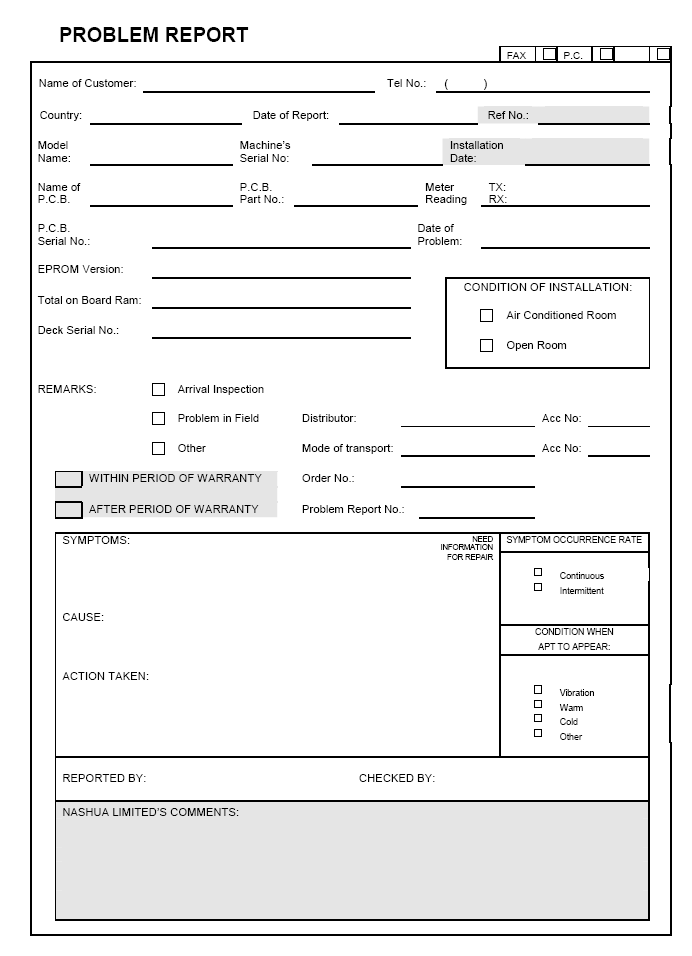 PROBLEM REPORT
FAX P.C.
Name of Customer: Tel No.: ( )
Country: Date of Report: Ref No.:
Model Name: Machine's Serial No: Installation Date:
Name of P.C.B. P.C.B. Part No.: Meter Reading TX: RX:
P.C.B. Serial No.: Date of Problem:
EPROM Version:
CONDITION OF INSTALLATION:
Total on Board Ram:
Air Conditioned Room
Deck Serial No.:
Open Room
REMARKS: Arrival Inspection
Problem in Field Distributor: Acc No:
Other Mode of transport: Acc No:
WITHIN PERIOD OF WARRANTY Order No.:
AFTER PERIOD OF WARRANTY Problem Report No.:
SYMPTOMS:
NEED
INFORMATION
FOR REPAIR
SYMPTOM OCCURRENCE RATE
Continuous
Intermittent
CAUSE:
CONDITION WHEN
APT TO APPEAR:
ACTION TAKEN:
Vibration
Warm
Cold
Other
REPORTED BY: CHECKED BY:
NASHUA LIMITED'S COMMENTS: